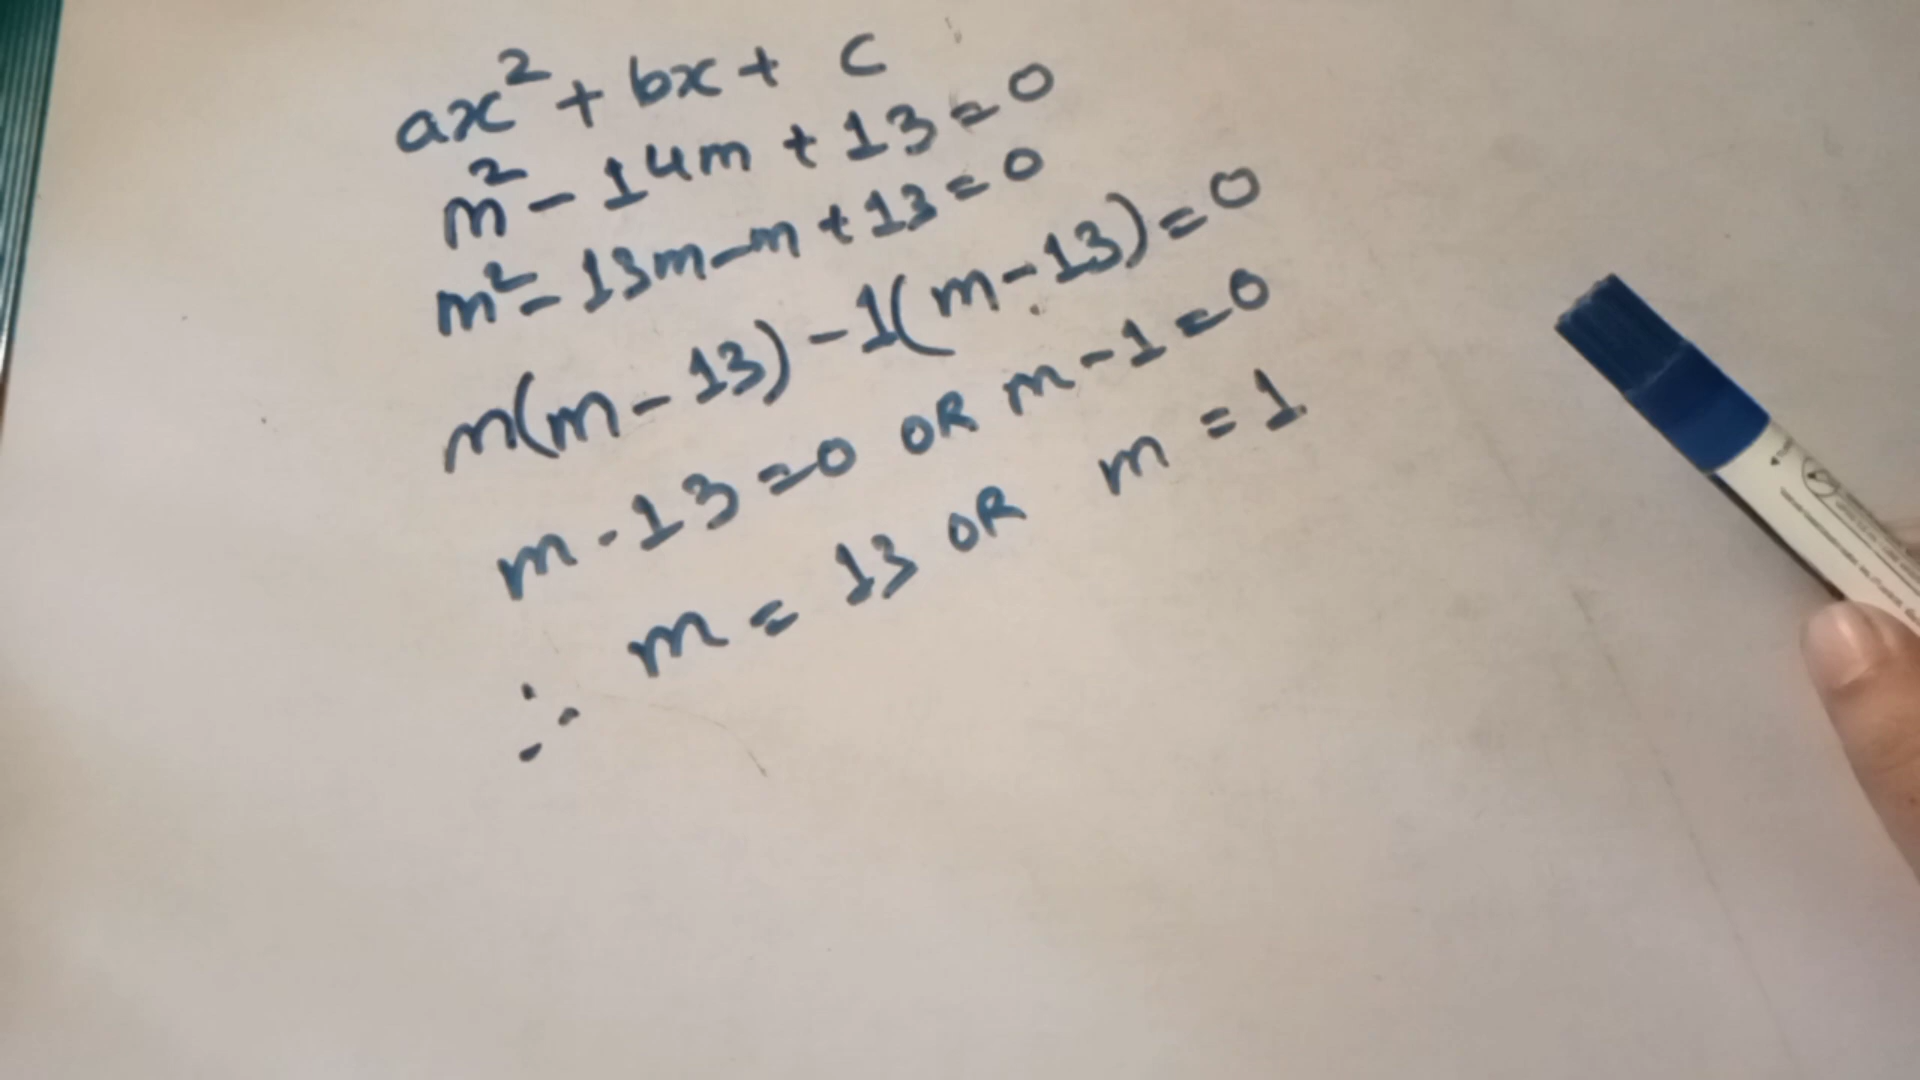 ax² + bx + c
m² - 14m + 13 = 0
m² - 13m - m + 13 = 0
m(m - 13) - 1(m - 13) = 0
m - 13 = 0 OR m - 1 = 0
m = 13 OR m = 1
∴